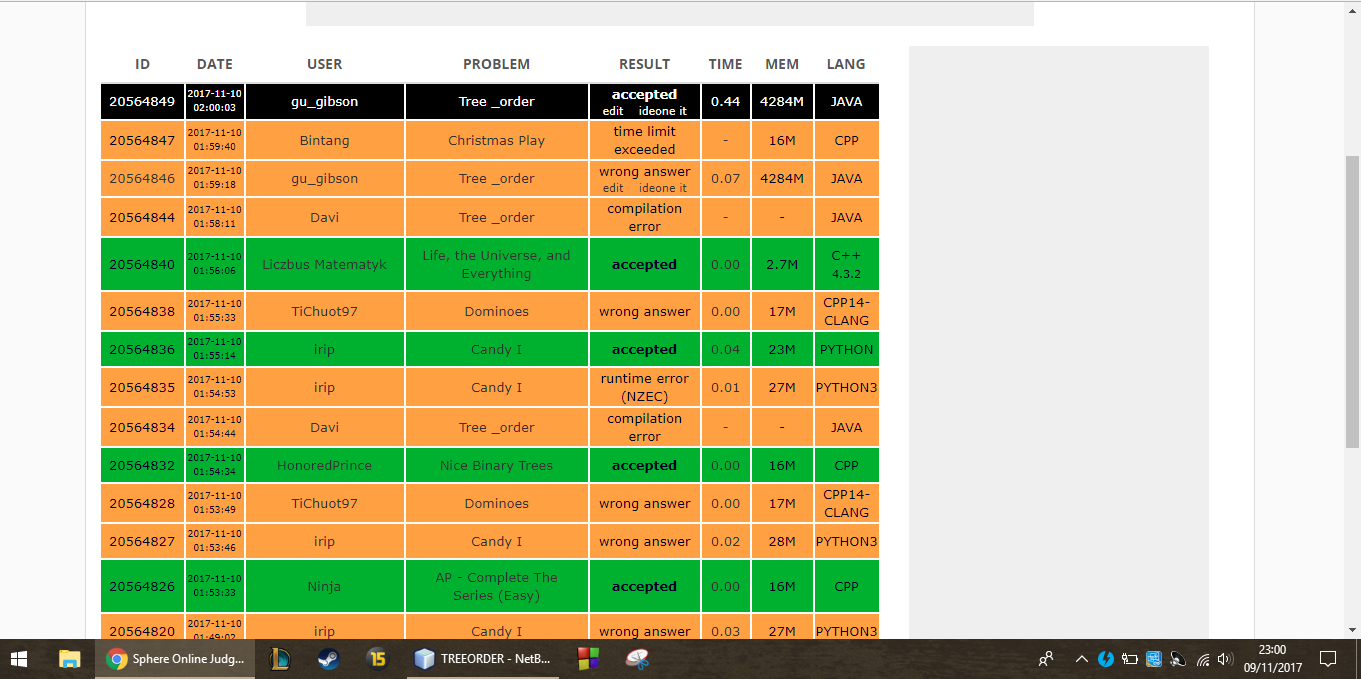 ID DATE USER PROBLEM RESULT TIME MEM LANG
20564849 2017-11-10 02:00:03 gu_gibson Tree _order accepted edit ideone it 0.44 4284M JAVA
20564847 2017-11-10 01:59:40 Bintang Christmas Play time limit exceeded - 16M CPP
20564846 2017-11-10 01:59:18 gu_gibson Tree _order wrong answer edit ideone it 0.07 4284M JAVA
20564844 2017-11-10 01:58:11 Davi Tree _order compilation error - - JAVA
20564840 2017-11-10 01:56:06 Liczbus Matematyk Life, the Universe, and Everything accepted 0.00 2.7M C++ 4.3.2
20564838 2017-11-10 01:55:33 TiChuot97 Dominoes wrong answer 0.00 17M CPP14-CLANG
20564836 2017-11-10 01:55:14 irip Candy I accepted 0.04 23M PYTHON
20564835 2017-11-10 01:54:53 irip Candy I runtime error (NZEC) 0.01 27M PYTHON3
20564834 2017-11-10 01:54:44 Davi Tree _order compilation error - - JAVA
20564832 2017-11-10 01:54:34 HonoredPrince Nice Binary Trees accepted 0.00 16M CPP
20564828 2017-11-10 01:53:49 TiChuot97 Dominoes wrong answer 0.00 17M CPP14-CLANG
20564827 2017-11-10 01:53:46 irip Candy I wrong answer 0.02 28M PYTHON3
20564826 2017-11-10 01:53:33 Ninja AP - Complete The Series (Easy) accepted 0.00 16M CPP
20564820 2017-11-10 01:49:02 irip Candy I wrong answer 0.03 27M PYTHON3
Sphere Online Judg... 15 TREEORDER - NetB... 23:00
09/11/2017